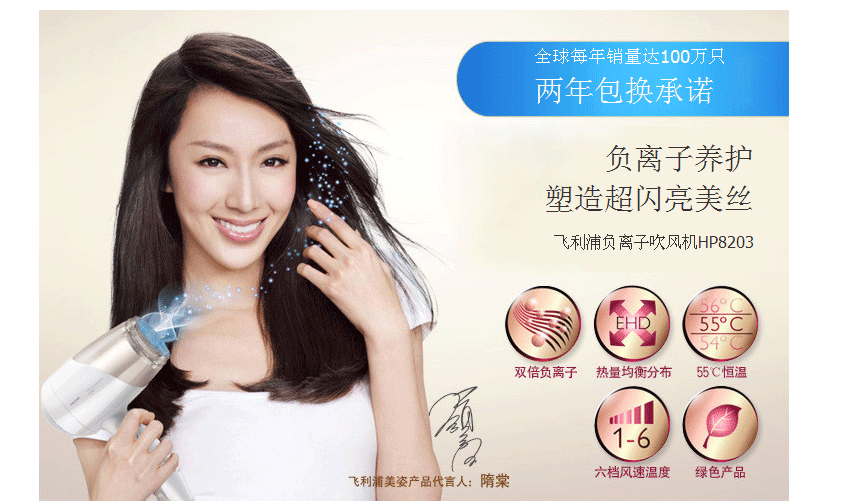 全球每年销量达100万只
两年包换承诺
负离子养护
塑造超闪亮美丝
飞利浦负离子吹风机HP8203
EHD
56°C
55°C
54°C
双倍负离子
热量均衡分布
55℃恒温
1-6
六档风速温度
绿色产品
飞利浦美姿产品代言人：隋棠